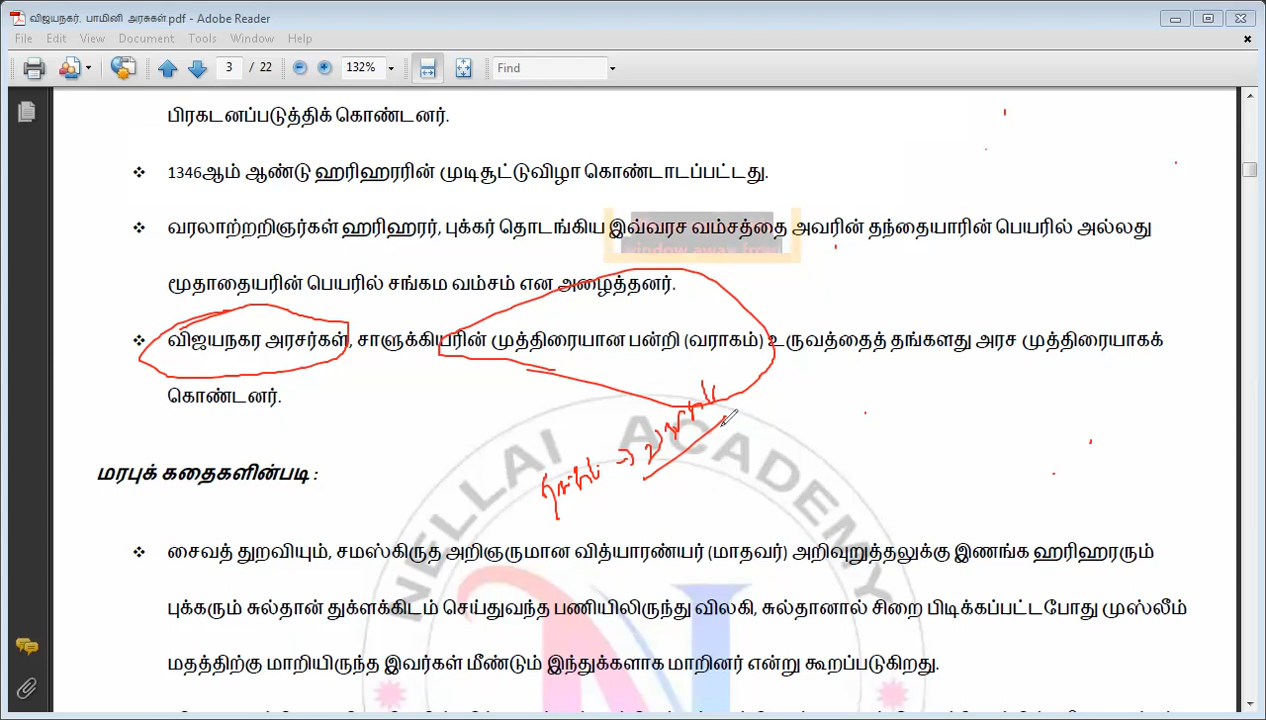 விஜயநகர். பாமினி அரசுகள்.pdf - Adobe Reader
File Edit View Document Tools Window Help
3 / 22 132% Find
பிரகடனப்படுத்திக் கொண்டனர்.
❖ 1346ஆம் ஆண்டு ஹரிஹரரின் முடிசூட்டுவிழா கொண்டாடப்பட்டது.
❖ வரலாற்றறிஞர்கள் ஹரிஹரர், புக்கர் தொடங்கிய இவ்வரச வம்சத்தை அவரின் தந்தையாரின் பெயரில் அல்லது
window away from
மூதாதையரின் பெயரில் சங்கம வம்சம் என அழைத்தனர்.
❖ விஜயநகர அரசர்கள், சாளுக்கியரின் முத்திரையான பன்றி (வராகம்) உருவத்தைத் தங்களது அரச முத்திரையாகக்
கொண்டனர்.
மரபுக் கதைகளின்படி :
NELLAI ACADEMY
❖ சைவத் துறவியும், சமஸ்கிருத அறிஞருமான வித்யாரண்யர் (மாதவர்) அறிவுறுத்தலுக்கு இணங்க ஹரிஹரரும்
புக்கரும் சுல்தான் துக்ளக்கிடம் செய்துவந்த பணியிலிருந்து விலகி, சுல்தானால் சிறை பிடிக்கப்பட்டபோது முஸ்லீம்
மதத்திற்கு மாறியிருந்த இவர்கள் மீண்டும் இந்துக்களாக மாறினர் என்று கூறப்படுகிறது.